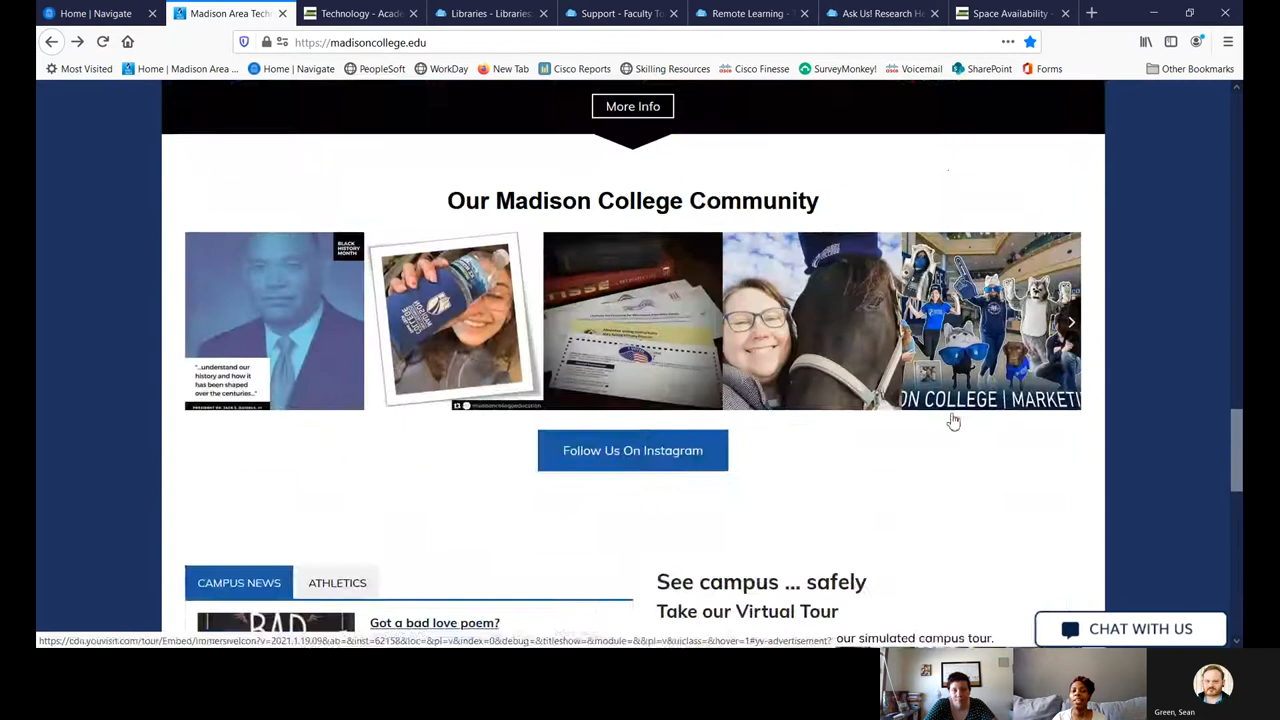 Home | Navigate
Madison Area Tech
Technology - Acade
Libraries - Libraries:
Support - Faculty To
Remote Learning -
Ask Us! Research He
Space Availability -
https://madisoncollege.edu
Most Visited
Home | Madison Area ...
Home | Navigate
PeopleSoft
WorkDay
New Tab
Cisco Reports
Skilling Resources
Cisco Finesse
SurveyMonkey!
Voicemail
SharePoint
Forms
Other Bookmarks
More Info
Our Madison College Community
BLACK
HISTORY
MONTH
"...understand our
history and how it
has been shaped
over the centuries..."
ON COLLEGE | MARKETI
Follow Us On Instagram
CAMPUS NEWS
ATHLETICS
See campus ... safely
Take our Virtual Tour
BAD
Got a bad love poem?
our simulated campus tour.
CHAT WITH US
Green, Sean